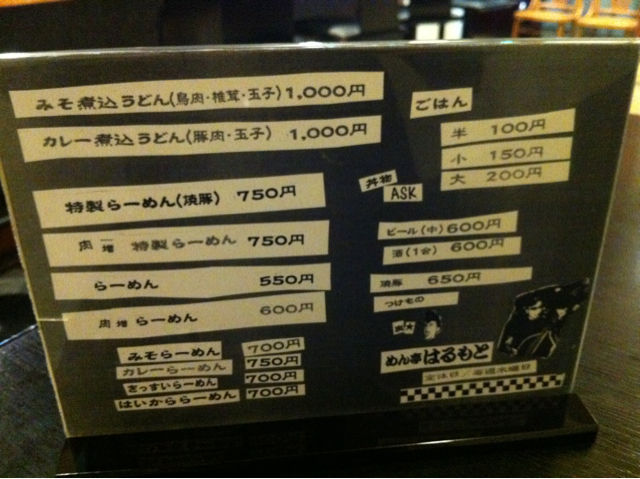 みそ煮込うどん(鳥肉・椎茸・玉子) 1,000円
カレー煮込うどん(豚肉・玉子) 1,000円
特製らーめん(焼豚) 750円
肉増 特製らーめん 750円
らーめん 550円
肉増 らーめん 600円
みそらーめん 700円
カレーらーめん 750円
さっすいらーめん 700円
はいかららーめん 700円
ごはん
半 100円
小 150円
大 200円
丼物
ASK
ビール(中) 600円
酒(1合) 600円
焼豚 650円
つけもの
めん亭はるもと
定休日/毎週水曜日